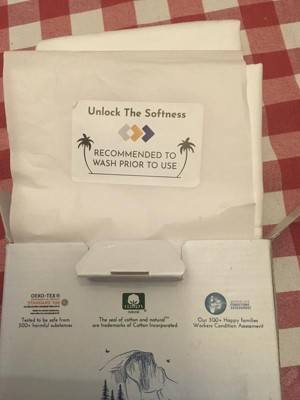 Unlock The Softness
RECOMMENDED TO
WASH PRIOR TO USE
OEKO-TEX®
STANDARD 100
Tested to be safe from
300+ harmful substances
COTTON
The seal of cotton and natural™
are trademarks of Cotton Incorporated
Our 300+ Happy families
Workers Condition Assessment